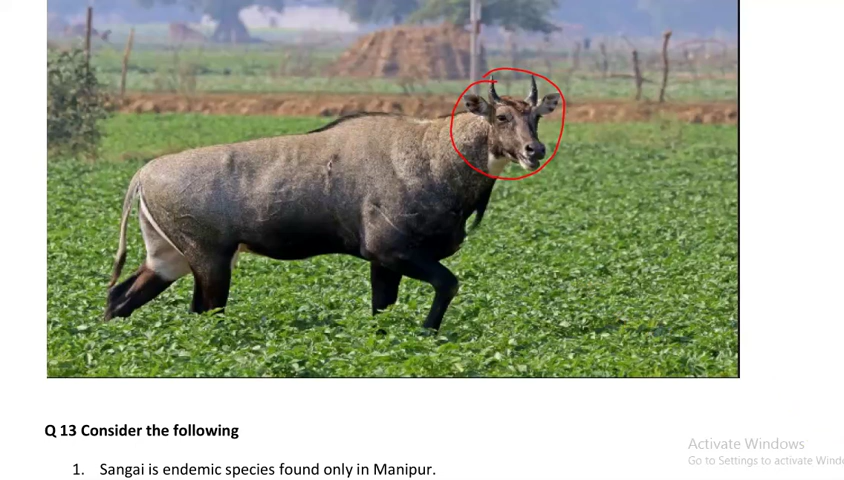 Q 13 Consider the following
Activate Windows
Go to Settings to activate
1. Sangai is endemic species found only in Manipur.